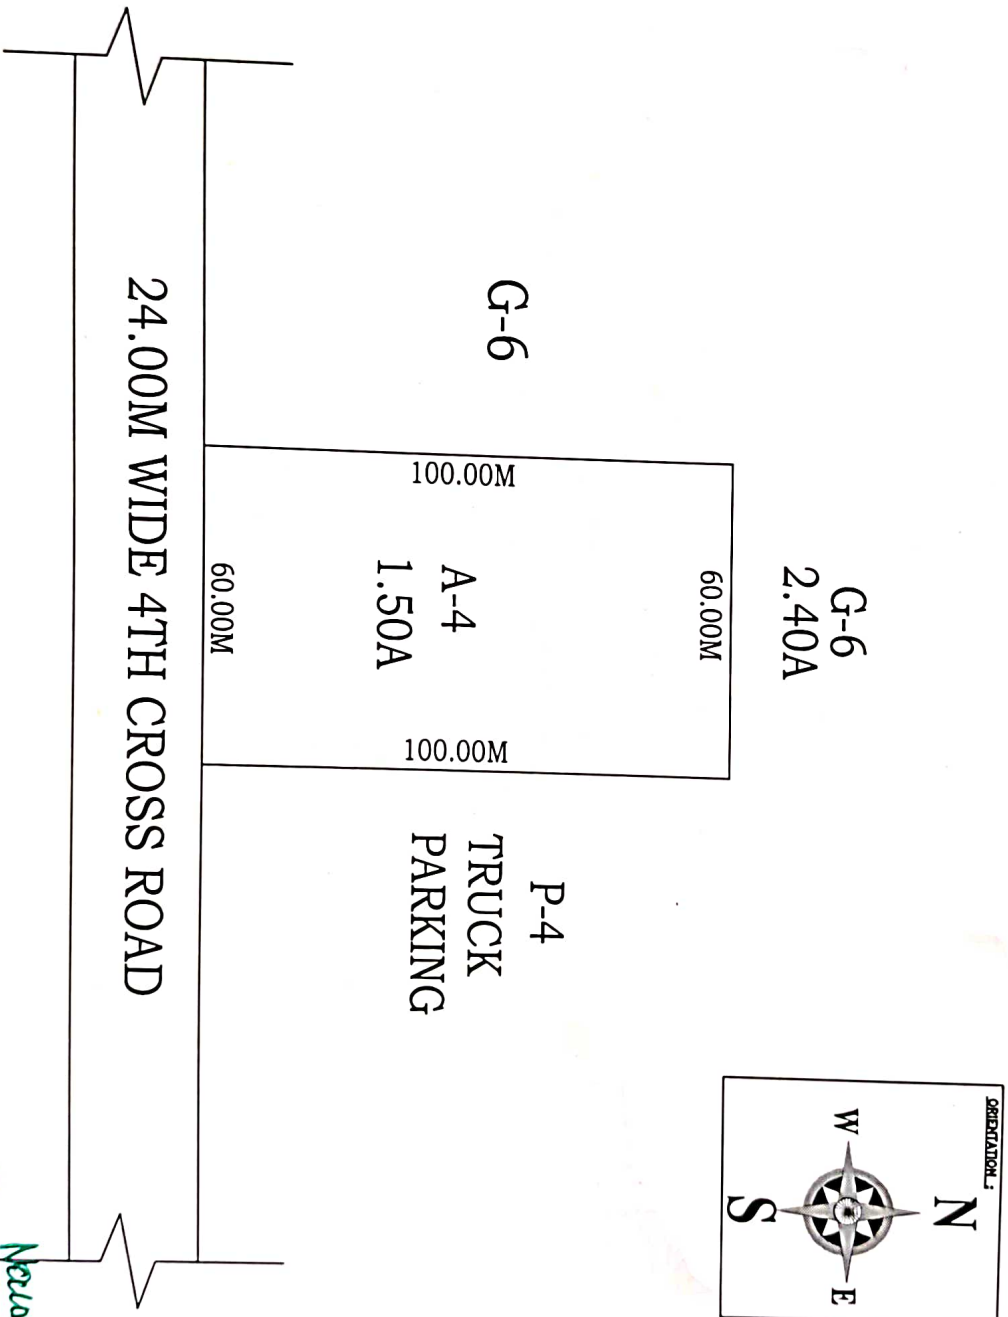 ORIENTATION :
N
W
E
S
G-6
2.40A
G-6
60.00M
100.00M
A-4
1.50A
100.00M
P-4
TRUCK
PARKING
60.00M
24.00M WIDE 4TH CROSS ROAD